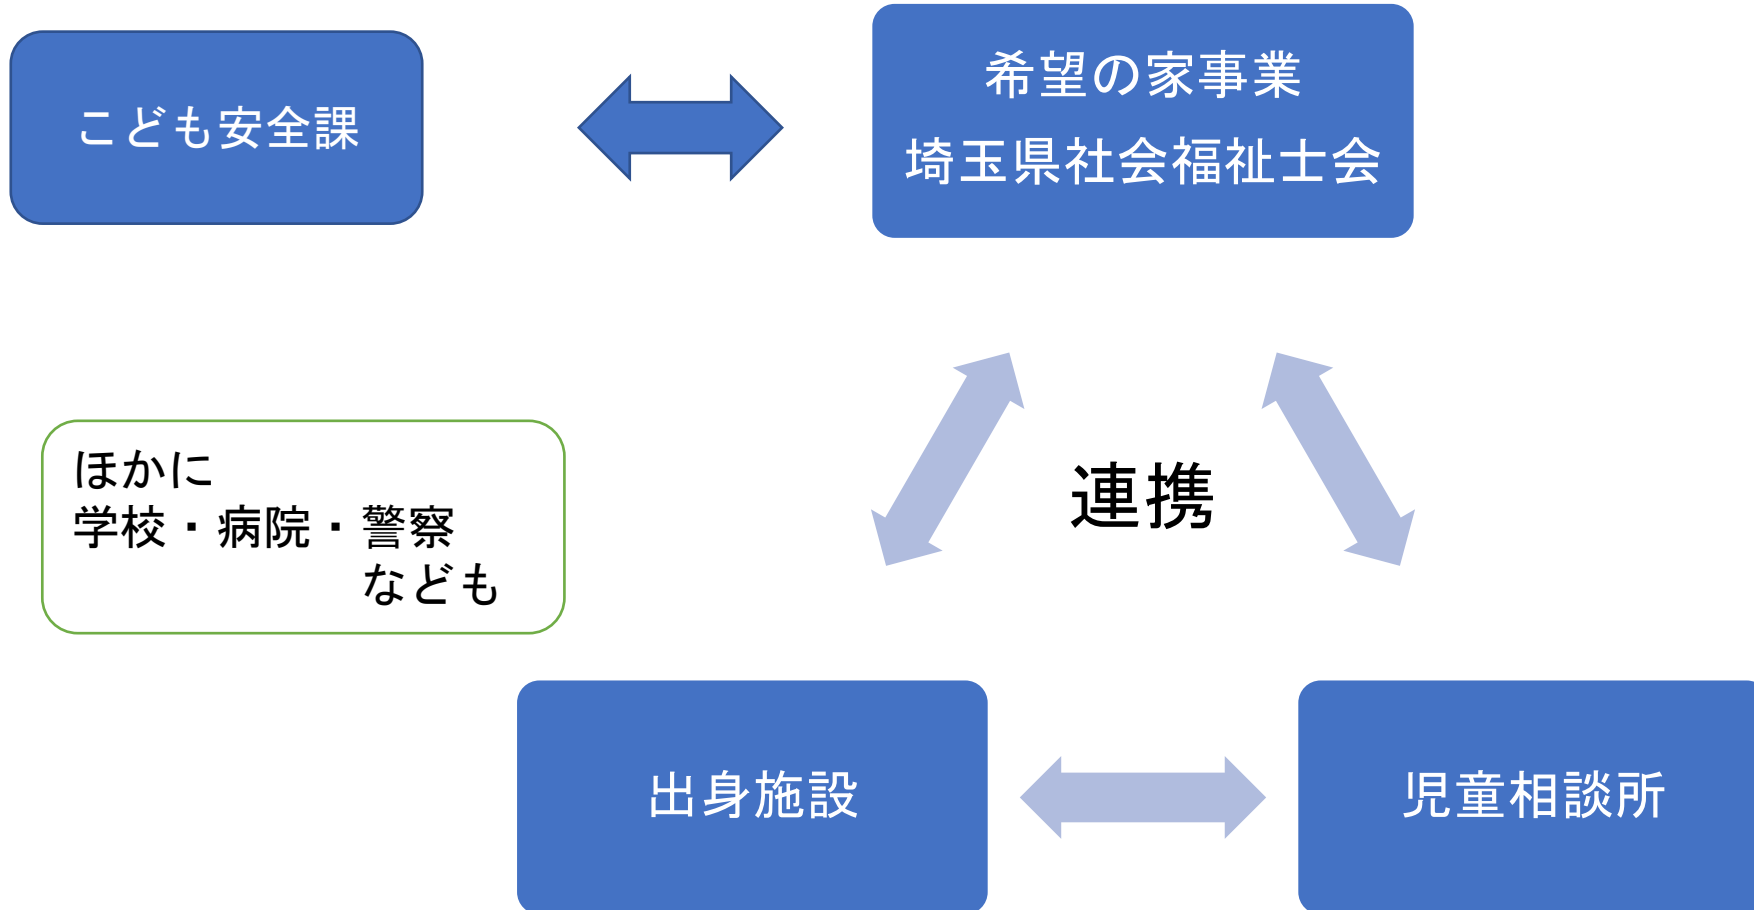 こども安全課
希望の家事業
埼玉県社会福祉士会
連携
ほかに
学校・病院・警察
なども
出身施設
児童相談所